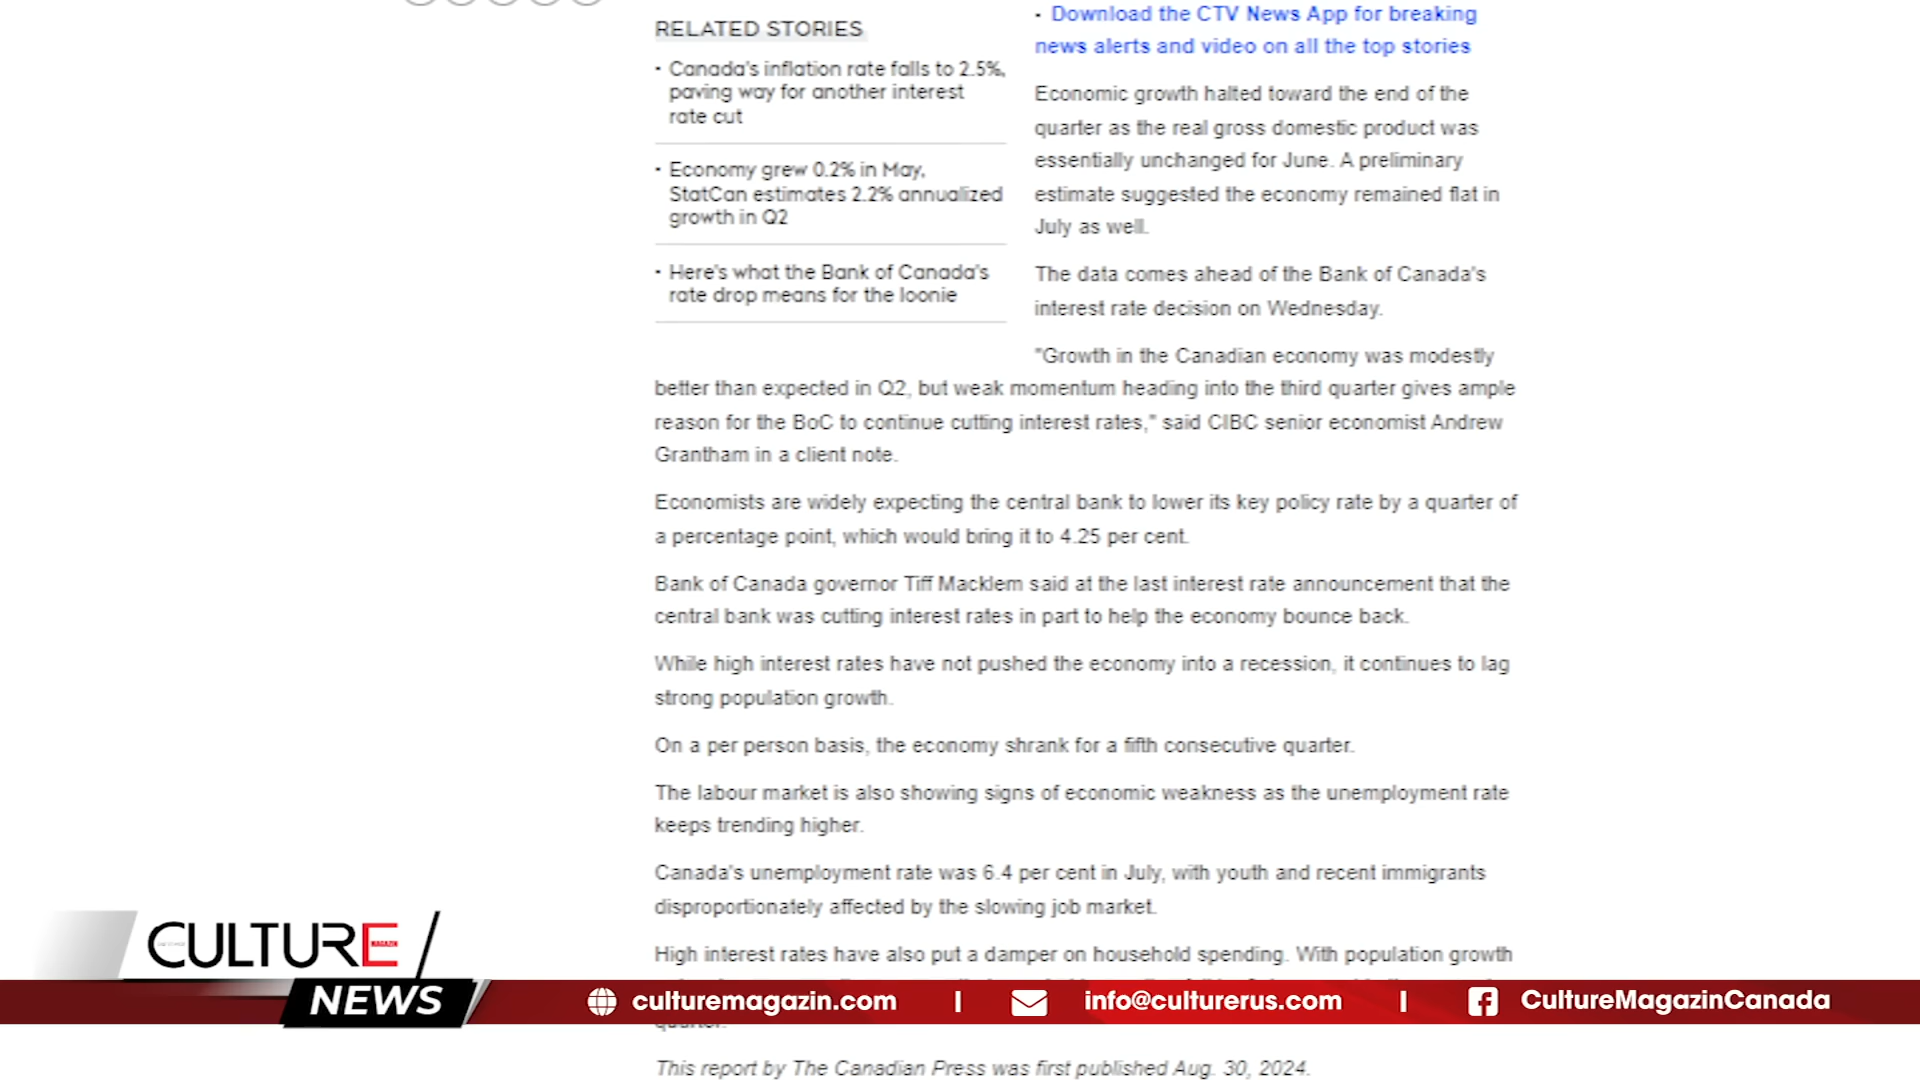 RELATED STORIES
· Canada's inflation rate falls to 2.5%,
paving way for another interest
rate cut
· Economy grew 0.2% in May,
StatCan estimates 2.2% annualized
growth in Q2
· Here's what the Bank of Canada's
rate drop means for the loonie
· Download the CTV News App for breaking
news alerts and video on all the top stories
Economic growth halted toward the end of the
quarter as the real gross domestic product was
essentially unchanged for June. A preliminary
estimate suggested the economy remained flat in
July as well.
The data comes ahead of the Bank of Canada's
interest rate decision on Wednesday.
"Growth in the Canadian economy was modestly
better than expected in Q2, but weak momentum heading into the third quarter gives ample
reason for the BoC to continue cutting interest rates," said CIBC senior economist Andrew
Grantham in a client note.
Economists are widely expecting the central bank to lower its key policy rate by a quarter of
a percentage point, which would bring it to 4.25 per cent.
Bank of Canada governor Tiff Macklem said at the last interest rate announcement that the
central bank was cutting interest rates in part to help the economy bounce back.
While high interest rates have not pushed the economy into a recession, it continues to lag
strong population growth.
On a per person basis, the economy shrank for a fifth consecutive quarter.
The labour market is also showing signs of economic weakness as the unemployment rate
keeps trending higher.
Canada's unemployment rate was 6.4 per cent in July, with youth and recent immigrants
disproportionately affected by the slowing job market.
High interest rates have also put a damper on household spending. With population growth
quarter.
This report by The Canadian Press was first published Aug. 30, 2024.
CULTURE
MAGAZIN
NEWS
culturemagazin.com | info@culturerus.com | CultureMagazinCanada